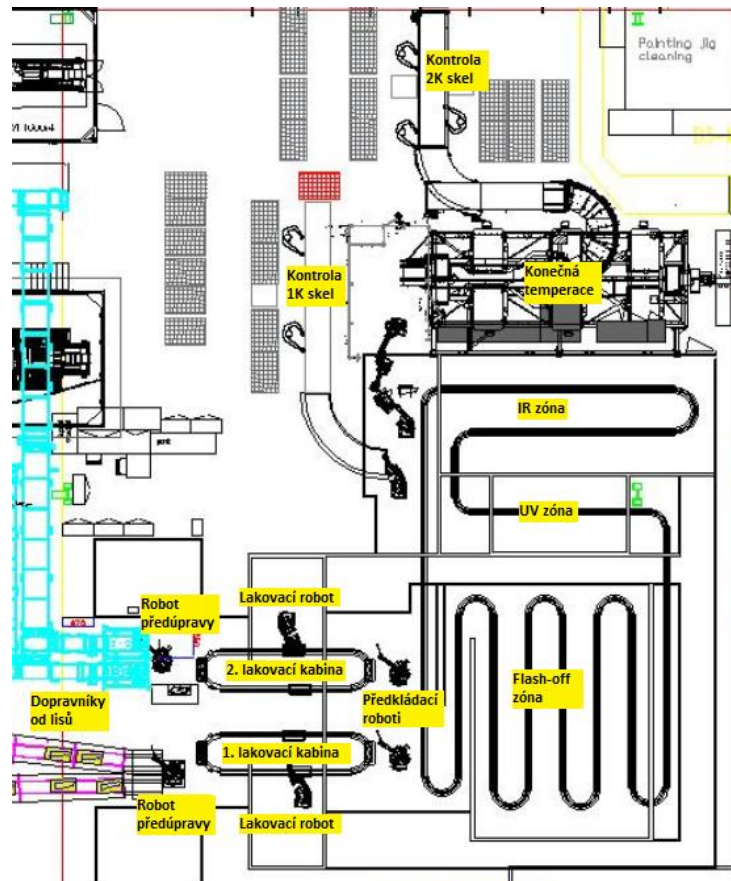 Painting jig
cleaning
Kontrola
2K skel
Kontrola
1K skel
Konečná
temperace
IR zóna
UV zóna
Robot
předúpravy
Lakovací robot
2. lakovací kabina
Předkládací
roboti
Flash-off
zóna
Dopravníky
od lisů
1. lakovací kabina
Robot
předúpravy
Lakovací robot